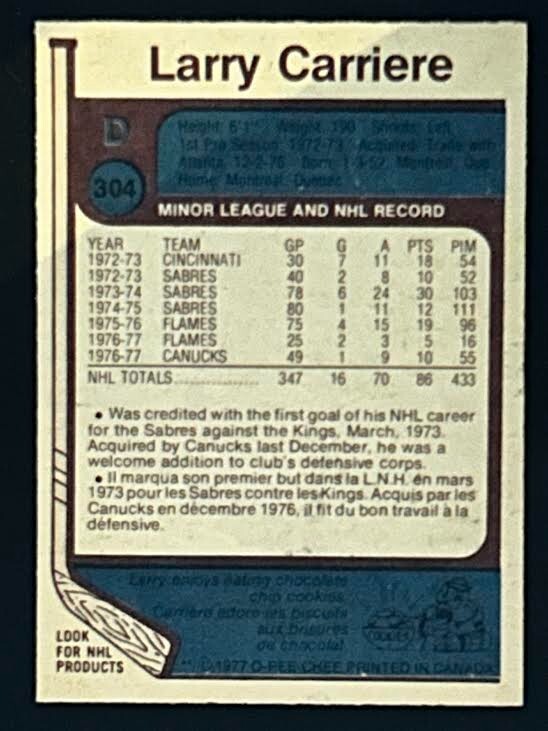 Larry Carriere
D
Height: 6'1" Weight: 190 Shoots: Left
1st Pro Season: 1972-73 Acquired: Trade with
Atlanta, 12-2-76 Born: 1-3-52, Montreal, Que.
Home: Montreal, Quebec
304
MINOR LEAGUE AND NHL RECORD
YEAR TEAM GP G A PTS PIM
1972-73 CINCINNATI 30 7 11 18 54
1972-73 SABRES 40 2 8 10 52
1973-74 SABRES 78 6 24 30 103
1974-75 SABRES 80 1 11 12 111
1975-76 FLAMES 75 4 15 19 96
1976-77 FLAMES 25 2 3 5 16
1976-77 CANUCKS 49 1 9 10 55
NHL TOTALS 347 16 70 86 433
• Was credited with the first goal of his NHL career
for the Sabres against the Kings, March, 1973.
Acquired by Canucks last December, he was a
welcome addition to club's defensive corps.
• Il marqua son premier but dans la L.N.H. en mars
1973 pour les Sabres contre les Kings. Acquis par les
Canucks en décembre 1976, il fit du bon travail à la
défensive.
Larry enjoys eating chocolate
chip cookies.
Carriere adore les biscuits
aux brisures
de chocolat
COOKIES
LOOK
FOR NHL
PRODUCTS
** ©1977 O-PEE-CHEE PRINTED IN CANADA